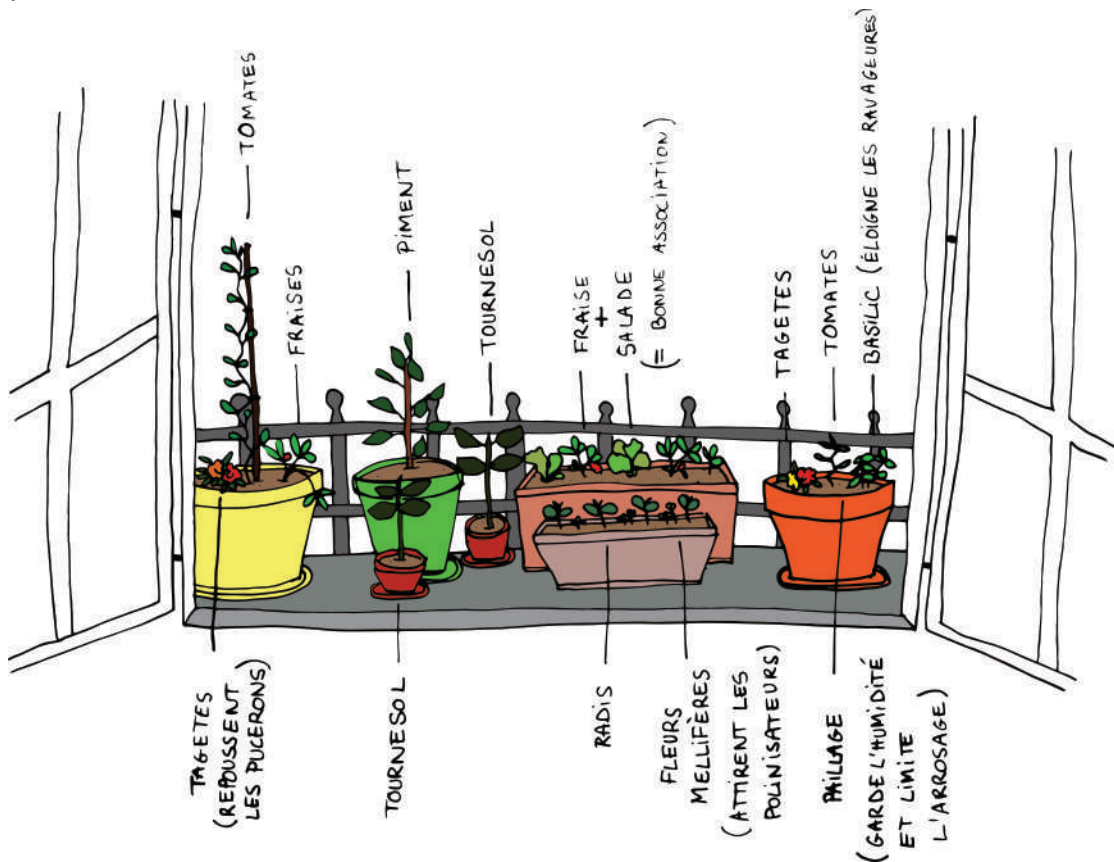 TOMATES
FRAISES
PIMENT
TOURNESOL
FRAISE
+
SALADE
(= BONNE ASSOCIATION)
TAGETES
TOMATES
BASILIC (ÉLOIGNE LES RAVAGEURES)
TAGETES
(REPOUSSENT
LES PUCERONS)
TOURNESOL
RADIS
FLEURS
MELLIFÈRES
(ATTIRENT LES
POLINISATEURS)
PAILLAGE
(GARDE L'HUMIDITÉ
ET LIMITE
L'ARROSAGE)